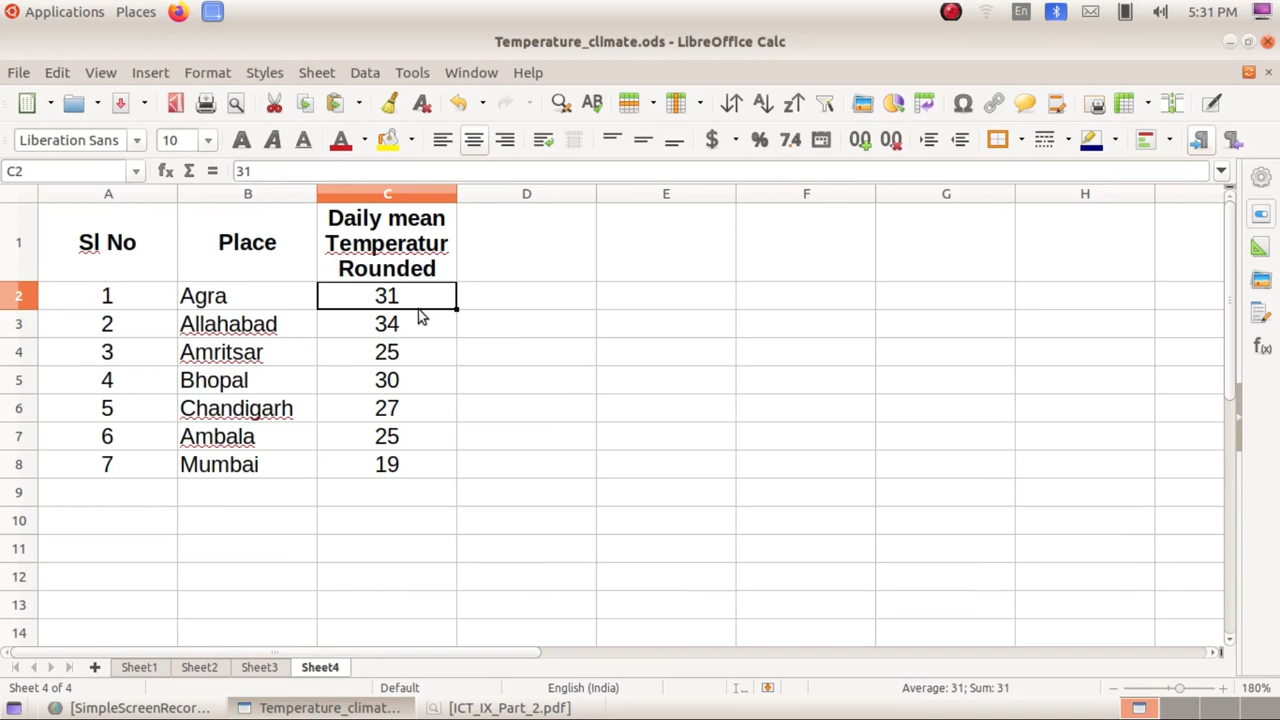 Applications Places En 5:31 PM
Temperature_climate.ods - LibreOffice Calc
File Edit View Insert Format Styles Sheet Data Tools Window Help
Liberation Sans 10 $ % 7.4
C2 fx Σ = 31
A B C D E F G H
1 Sl No Place Daily mean
Temperatur
Rounded
2 1 Agra 31
3 2 Allahabad 34
4 3 Amritsar 25
5 4 Bhopal 30
6 5 Chandigarh 27
7 6 Ambala 25
8 7 Mumbai 19
9
10
11
12
13
14
Sheet1 Sheet2 Sheet3 Sheet4
Sheet 4 of 4 Default English (India) Average: 31; Sum: 31 180%
[SimpleScreenRecor... Temperature_climat... [ICT_IX_Part_2.pdf]